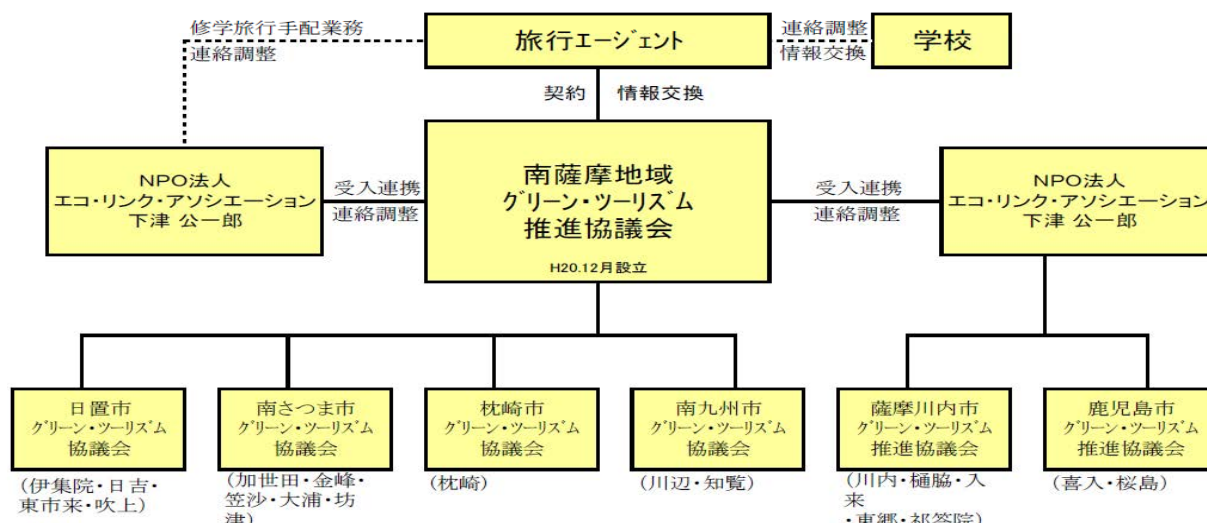 修学旅行手配業務
連絡調整
旅行エージェント
連絡調整
情報交換
学校
契約
情報交換
NPO法人
エコ・リンク・アソシエーション
下津 公一郎
受入連携
連絡調整
南薩摩地域
グリーン・ツーリズム
推進協議会
H20.12月設立
受入連携
連絡調整
NPO法人
エコ・リンク・アソシエーション
下津 公一郎
日置市
グリーン・ツーリズム
協議会
(伊集院・日吉・
東市来・吹上)
南さつま市
グリーン・ツーリズム
協議会
(加世田・金峰・
笠沙・大浦・坊
津)
枕崎市
グリーン・ツーリズム
協議会
(枕崎)
南九州市
グリーン・ツーリズム
協議会
(川辺・知覧)
薩摩川内市
グリーン・ツーリズム
推進協議会
(川内・樋脇・入
来
・東郷・祁答院)
鹿児島市
グリーン・ツーリズム
推進協議会
(喜入・桜島)